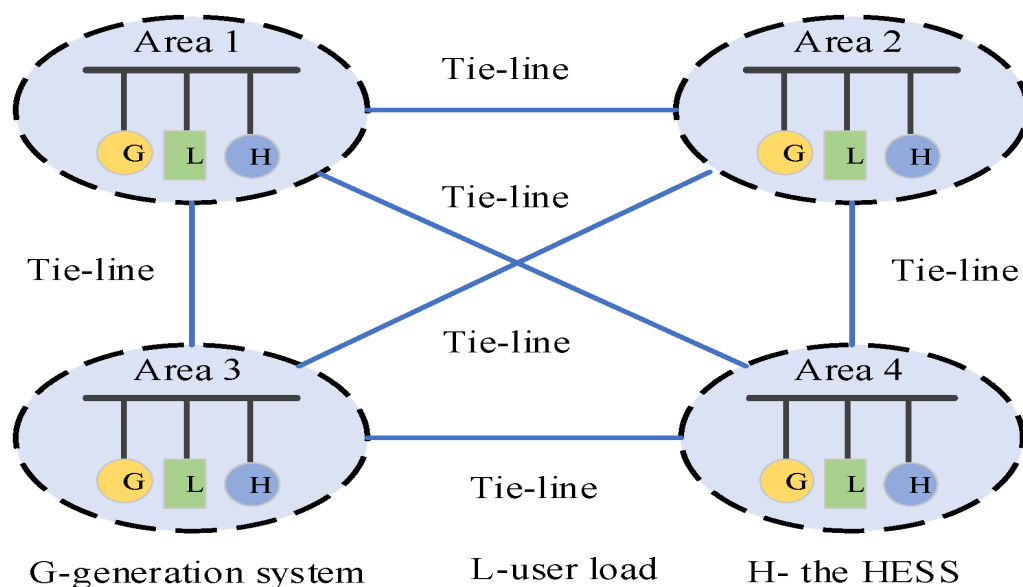 Area 1
Area 2
Tie-line
G L H
G L H
Tie-line
Tie-line
Tie-line
Tie-line
Area 3
Area 4
G L H
G L H
Tie-line
G-generation system
L-user load
H- the HESS